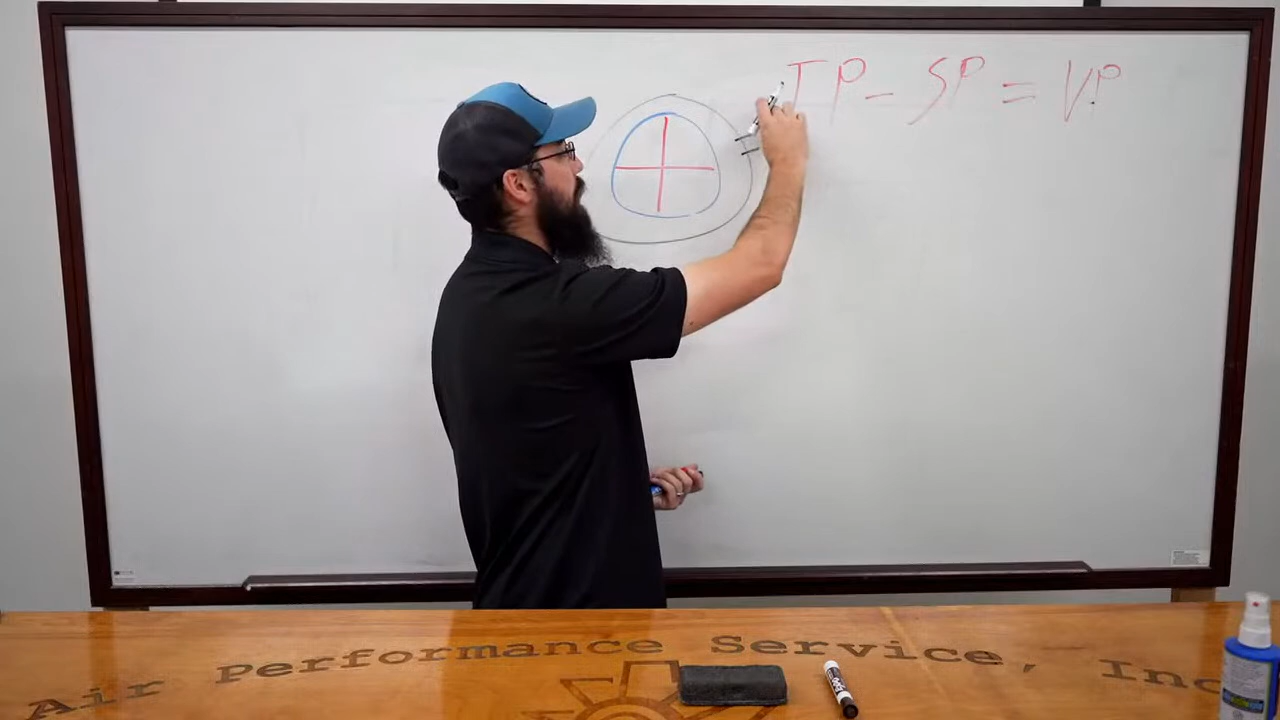 TP - SP = VP
Air Performance Service, Inc